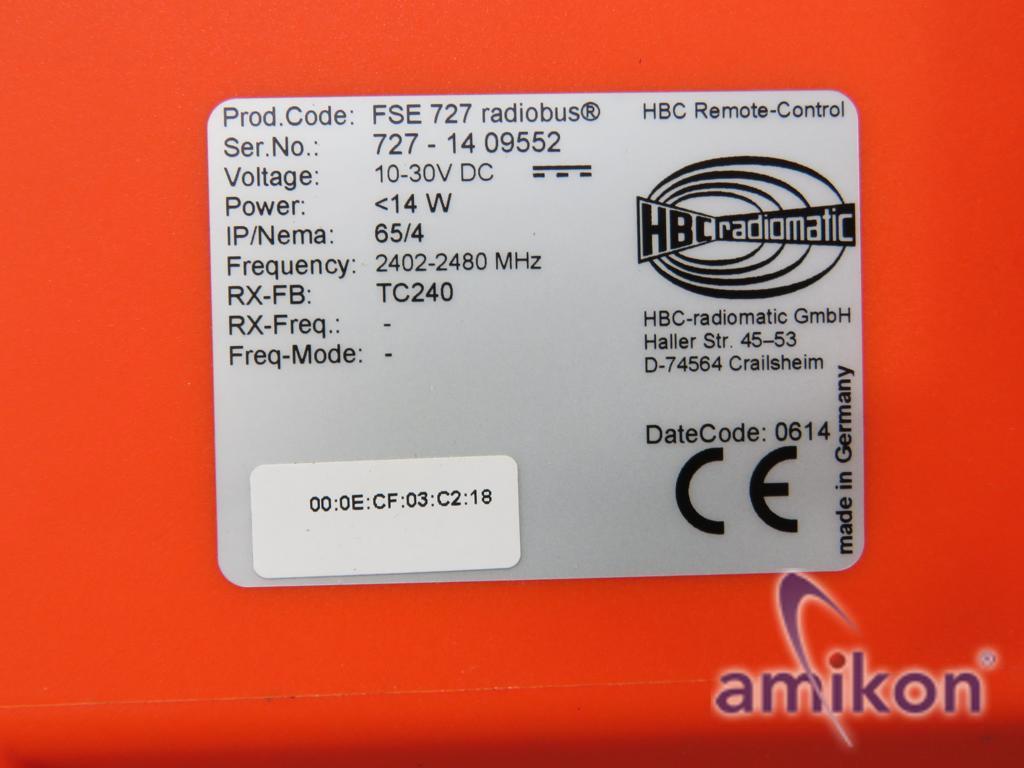 Prod.Code: FSE 727 radiobus®
Ser.No.: 727 - 14 09552
Voltage: 10-30V DC
Power: <14 W
IP/Nema: 65/4
Frequency: 2402-2480 MHz
RX-FB: TC240
RX-Freq.: -
Freq-Mode: -
00:0E:CF:03:C2:18
HBC Remote-Control
HBC radiomatic
HBC-radiomatic GmbH
Haller Str. 45–53
D-74564 Crailsheim
DateCode: 0614
CE
made in Germany
amikon®